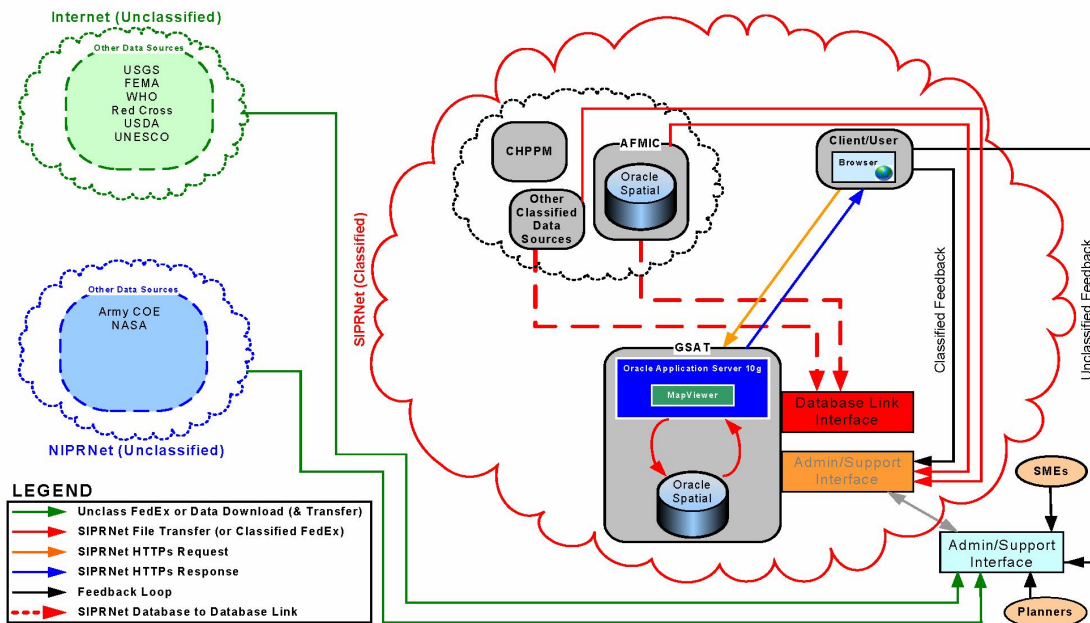 Internet (Unclassified)
Other Data Sources
USGS
FEMA
WHO
Red Cross
USDA
UNESCO
Other Data Sources
Army COE
NASA
NIPRNet (Unclassified)
SIPRNet (Classified)
CHPPM
AFMIC
Oracle
Spatial
Other
Classified
Data
Sources
Client/User
Browser
GSAT
Oracle Application Server 10g
MapViewer
Oracle
Spatial
Database Link
Interface
Admin/Support
Interface
Classified Feedback
Unclassified Feedback
SMEs
Admin/Support
Interface
Planners
LEGEND
Unclass FedEx or Data Download (& Transfer)
SIPRNet File Transfer (or Classified FedEx)
SIPRNet HTTPs Request
SIPRNet HTTPs Response
Feedback Loop
SIPRNet Database to Database Link